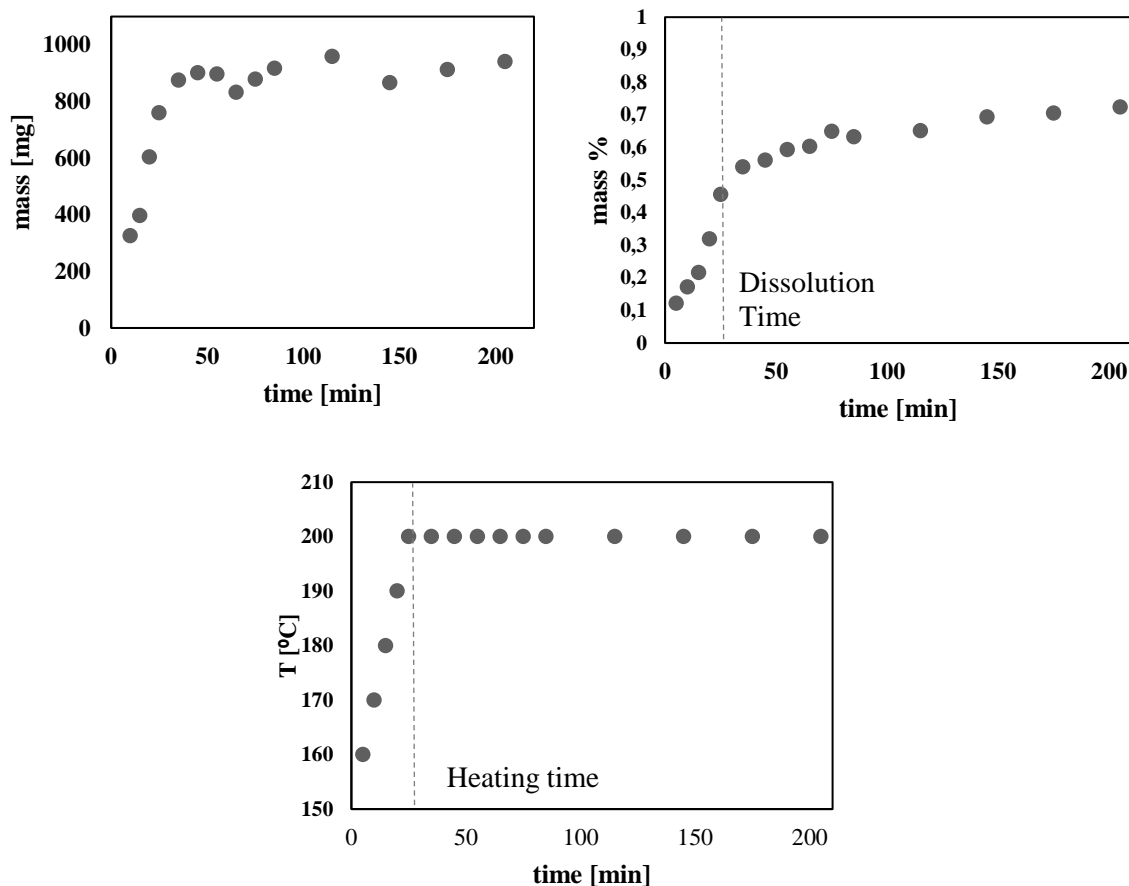 1000
800
600
400
200
0
mass [mg]
0 50 100 150 200
time [min]
1
0,9
0,8
0,7
0,6
0,5
0,4
0,3
0,2
0,1
0
mass %
Dissolution
Time
0 50 100 150 200
time [min]
210
200
190
180
170
160
150
T [⁰C]
Heating time
0 50 100 150 200
time [min]